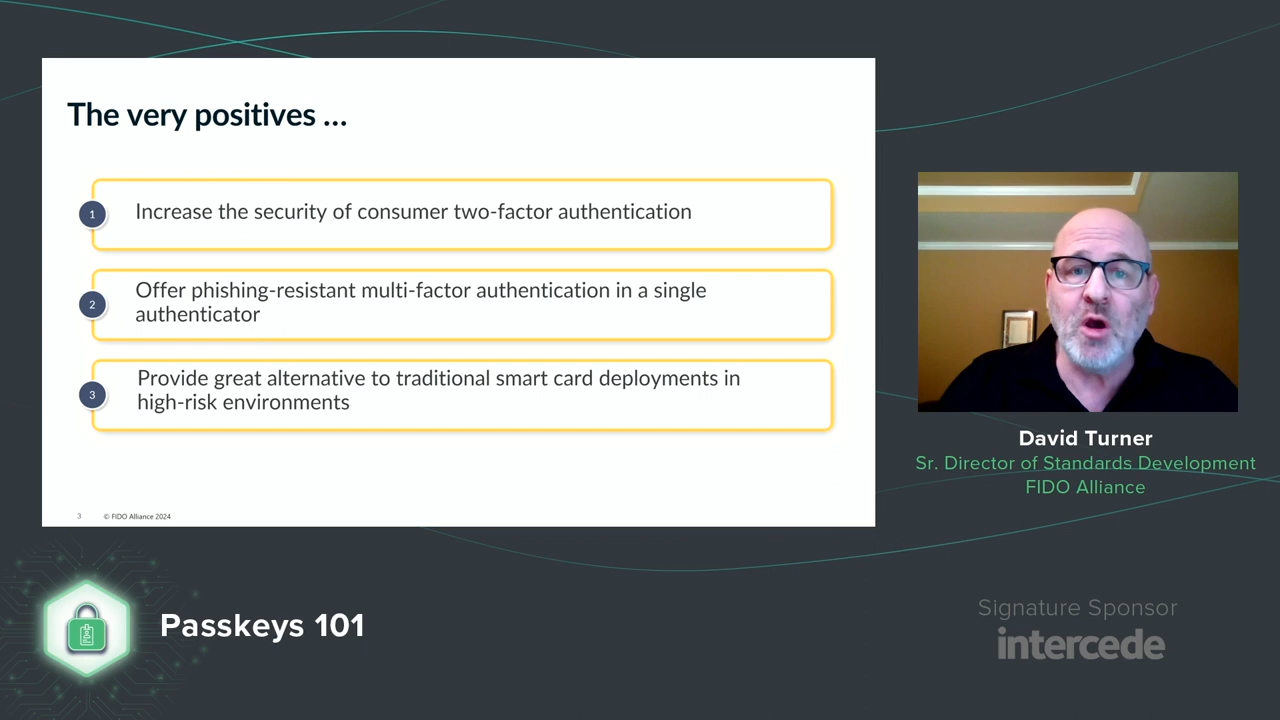 The very positives ...
1
Increase the security of consumer two-factor authentication
2
Offer phishing-resistant multi-factor authentication in a single
authenticator
3
Provide great alternative to traditional smart card deployments in
high-risk environments
3 © FIDO Alliance 2024
David Turner
Sr. Director of Standards Development
FIDO Alliance
Passkeys 101
Signature Sponsor
intercede